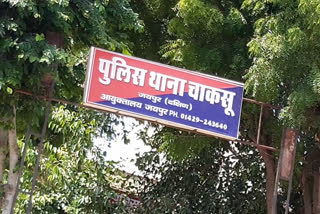 पुलिस थाना चाकसू
जयपुर (दक्षिण)
आयुक्तालय जयपुर PH. 01429-243640